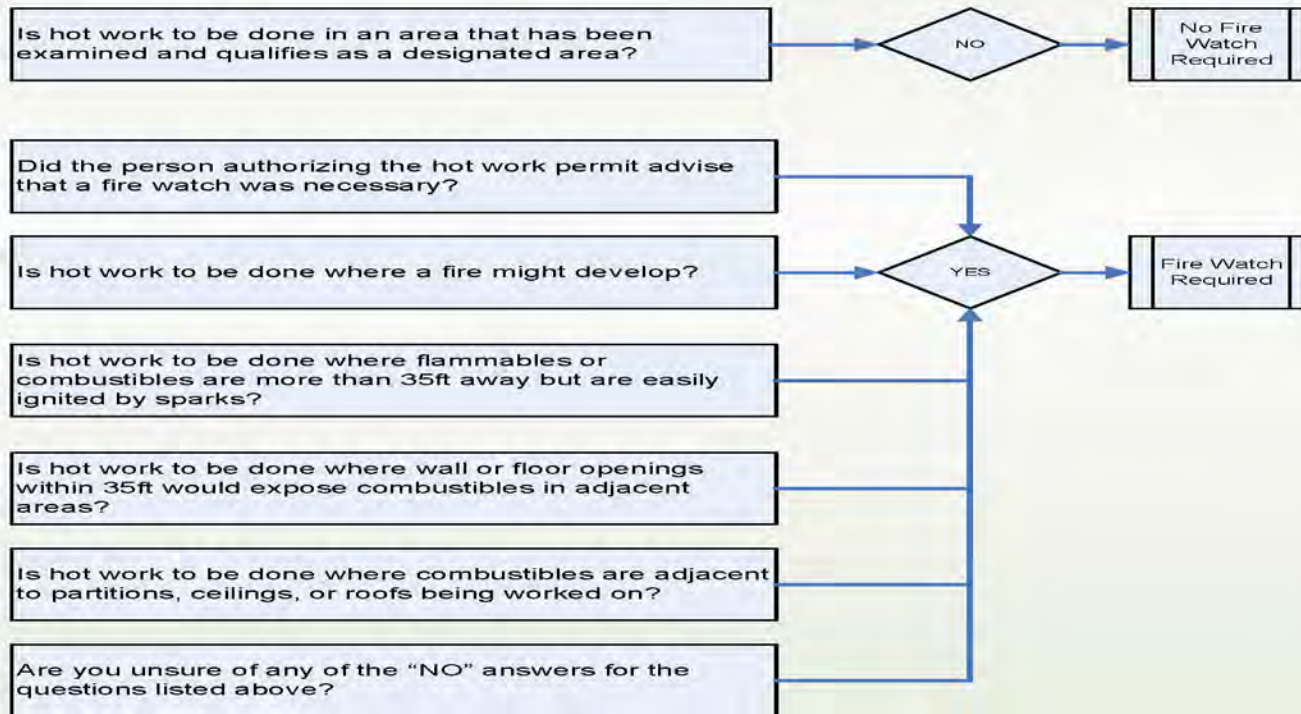 Is hot work to be done in an area that has been
examined and qualifies as a designated area?
NO
No Fire
Watch
Required
Did the person authorizing the hot work permit advise
that a fire watch was necessary?
Is hot work to be done where a fire might develop?
YES
Fire Watch
Required
Is hot work to be done where flammables or
combustibles are more than 35ft away but are easily
ignited by sparks?
Is hot work to be done where wall or floor openings
within 35ft would expose combustibles in adjacent
areas?
Is hot work to be done where combustibles are adjacent
to partitions, ceilings, or roofs being worked on?
Are you unsure of any of the “NO” answers for the
questions listed above?